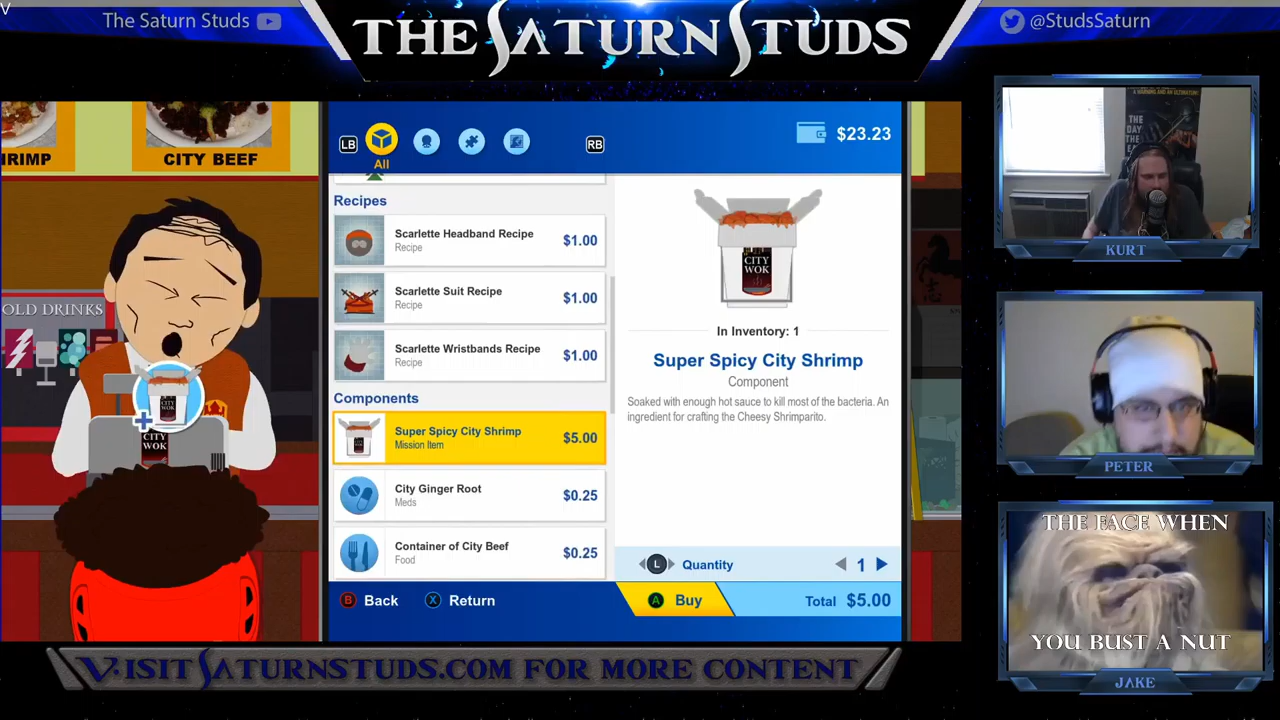 V
The Saturn Studs
THE SATURN STUDS
@StudsSaturn
HRIMP
CITY BEEF
OLD DRINKS
CITY
WOK
CITY
WOK
LB
All
RB
$23.23
Recipes
Scarlette Headband Recipe
Recipe
$1.00
Scarlette Suit Recipe
Recipe
$1.00
Scarlette Wristbands Recipe
Recipe
$1.00
Components
Super Spicy City Shrimp
Mission Item
$5.00
City Ginger Root
Meds
$0.25
Container of City Beef
Food
$0.25
CITY
WOK
In Inventory: 1
Super Spicy City Shrimp
Component
Soaked with enough hot sauce to kill most of the bacteria. An
ingredient for crafting the Cheesy Shrimparito.
L
Quantity
1
B Back
X Return
A Buy
Total $5.00
THE
DAY
THE
KURT
PETER
THE FACE WHEN
YOU BUST A NUT
JAKE
VISIT SATURNSTUDS.COM FOR MORE CONTENT